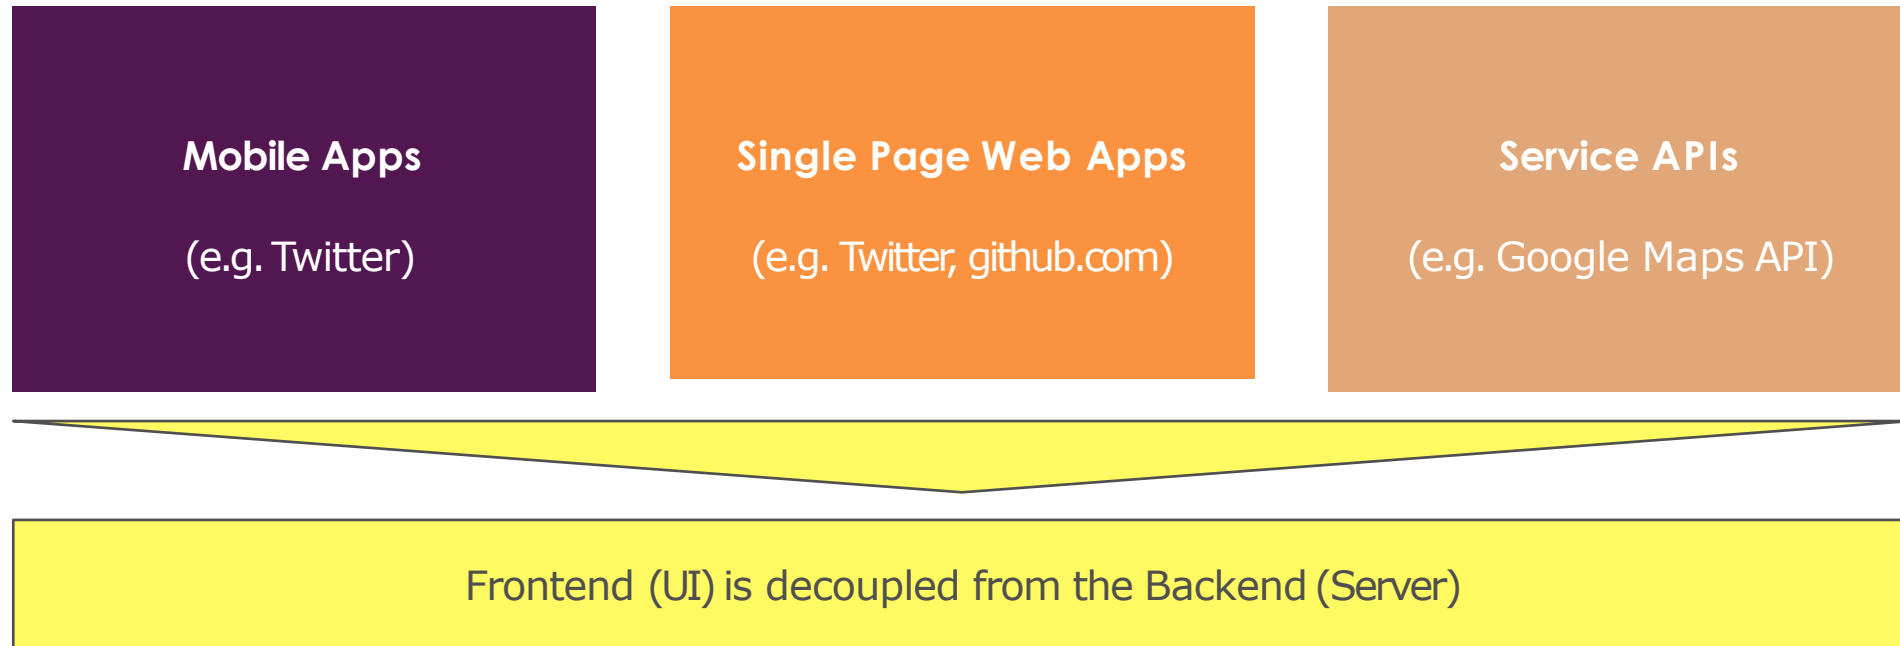 Mobile Apps
(e.g. Twitter)
Single Page Web Apps
(e.g. Twitter, github.com)
Service APIs
(e.g. Google Maps API)
Frontend (UI) is decoupled from the Backend (Server)